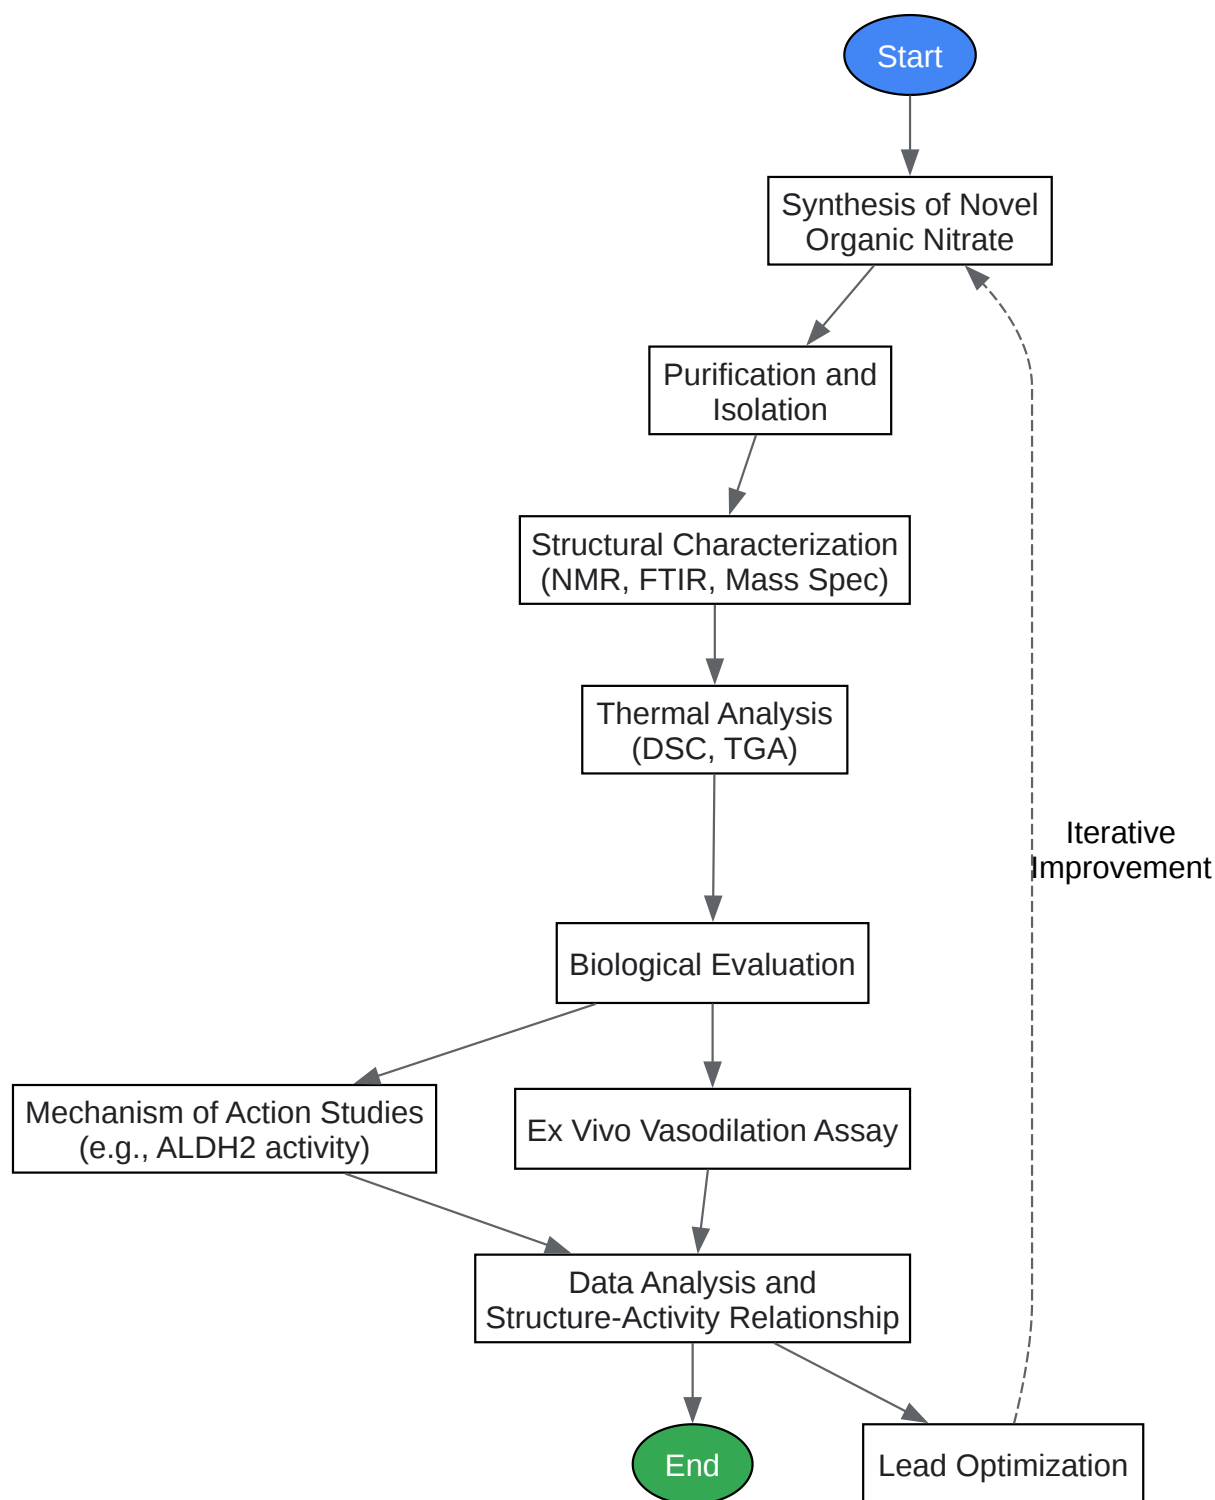 Start
Synthesis of Novel
Organic Nitrate
Purification and
Isolation
Structural Characterization
(NMR, FTIR, Mass Spec)
Thermal Analysis
(DSC, TGA)
Iterative
Improvement
Biological Evaluation
Mechanism of Action Studies
(e.g., ALDH2 activity)
Ex Vivo Vasodilation Assay
Data Analysis and
Structure-Activity Relationship
End
Lead Optimization